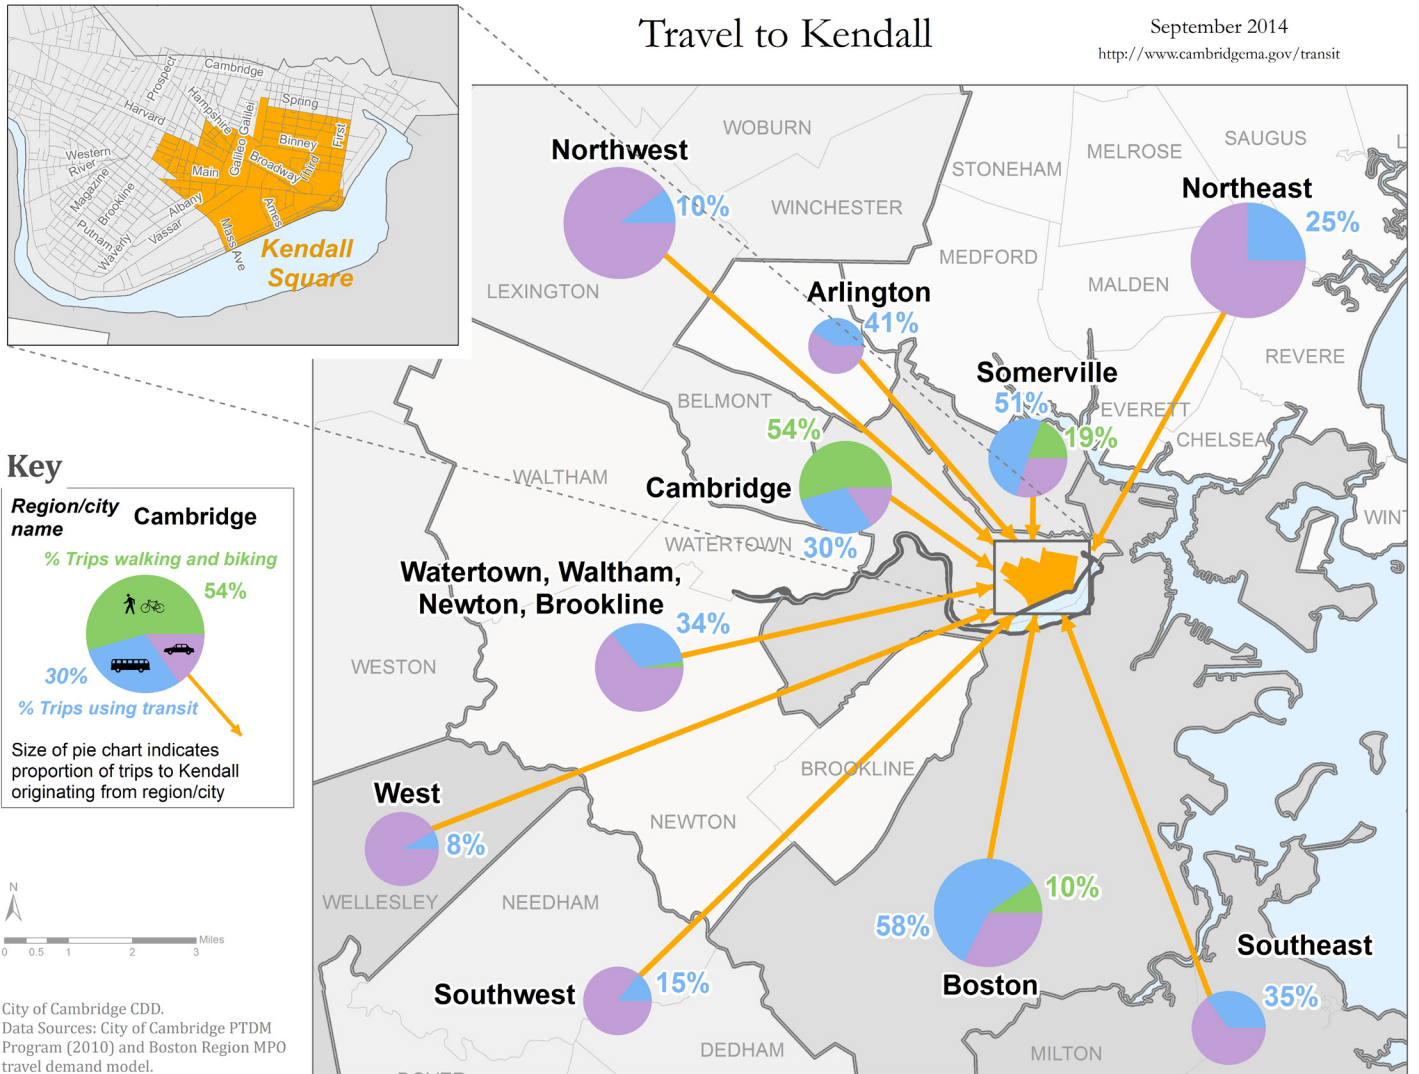 Travel to Kendall
September 2014
http://www.cambridgema.gov/transit
Cambridge
Prospect
Hampshire
Harvard
Galileo Galilei
Spring
First
Binney
Broadway
Third
Western
River
Magazine
Main
Brookline
Albany
Ames
Putnam
Vassar
Waverly
Mass Ave
Kendall
Square
WOBURN
Northwest
10%
WINCHESTER
LEXINGTON
STONEHAM
MELROSE
SAUGUS
Northeast
25%
MEDFORD
MALDEN
Arlington
41%
REVERE
Somerville
51%
19%
EVERETT
CHELSEA
BELMONT
54%
Cambridge
30%
WALTHAM
WATERTOWN
WINT
Watertown, Waltham,
Newton, Brookline
34%
WESTON
BROOKLINE
West
8%
NEWTON
WELLESLEY
NEEDHAM
10%
58%
Boston
Southeast
35%
Southwest
15%
DEDHAM
MILTON
Key
Region/city
name
Cambridge
% Trips walking and biking
54%
30%
% Trips using transit
Size of pie chart indicates
proportion of trips to Kendall
originating from region/city
N
0 0.5 1 2 3 Miles
City of Cambridge CDD.
Data Sources: City of Cambridge PTDM
Program (2010) and Boston Region MPO
travel demand model.